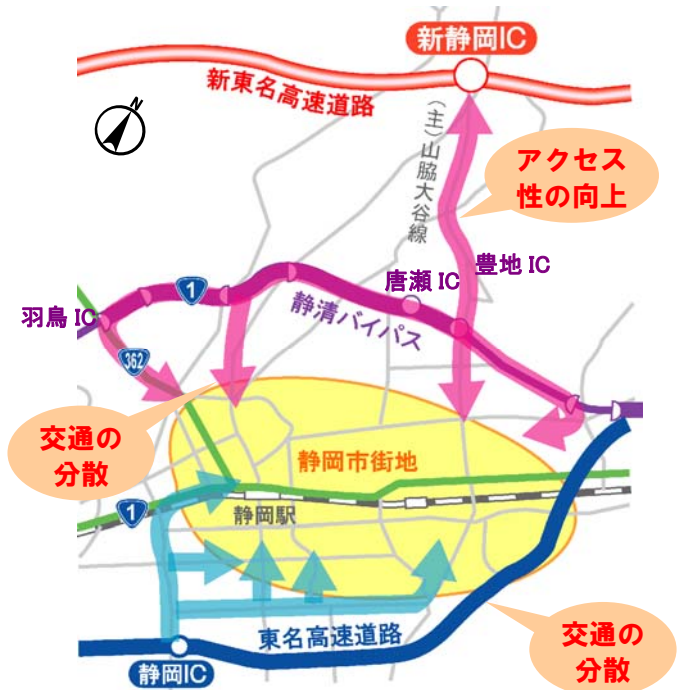 新静岡IC
新東名高速道路
N
(主)山脇大谷線
アクセス
性の向上
豊地 IC
唐瀬 IC
1
羽鳥 IC
静清バイパス
362
交通の
分散
静岡市街地
1
静岡駅
東名高速道路
交通の
分散
静岡IC